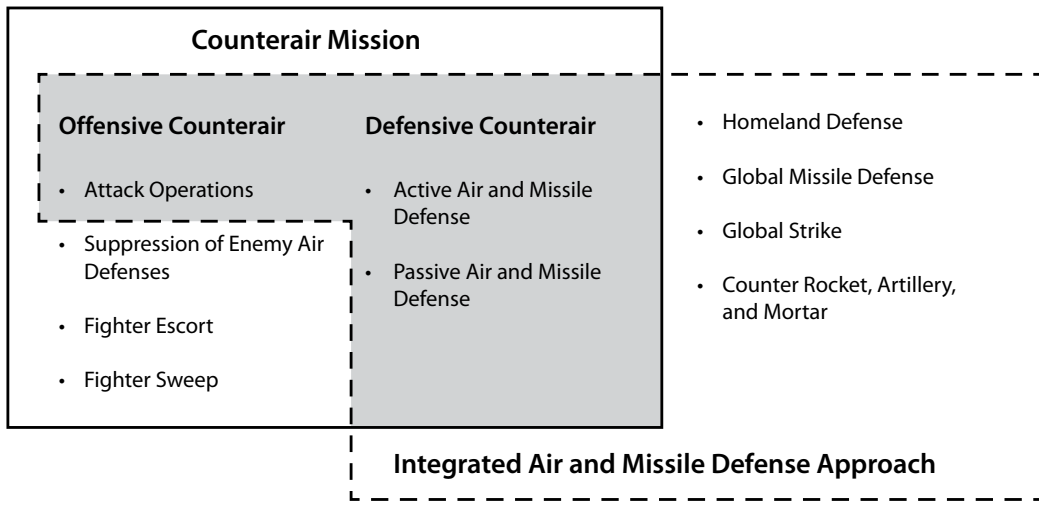 Counterair Mission
Offensive Counterair
• Attack Operations
• Suppression of Enemy Air
Defenses
• Fighter Escort
• Fighter Sweep
Defensive Counterair
• Active Air and Missile
Defense
• Passive Air and Missile
Defense
• Homeland Defense
• Global Missile Defense
• Global Strike
• Counter Rocket, Artillery,
and Mortar
Integrated Air and Missile Defense Approach